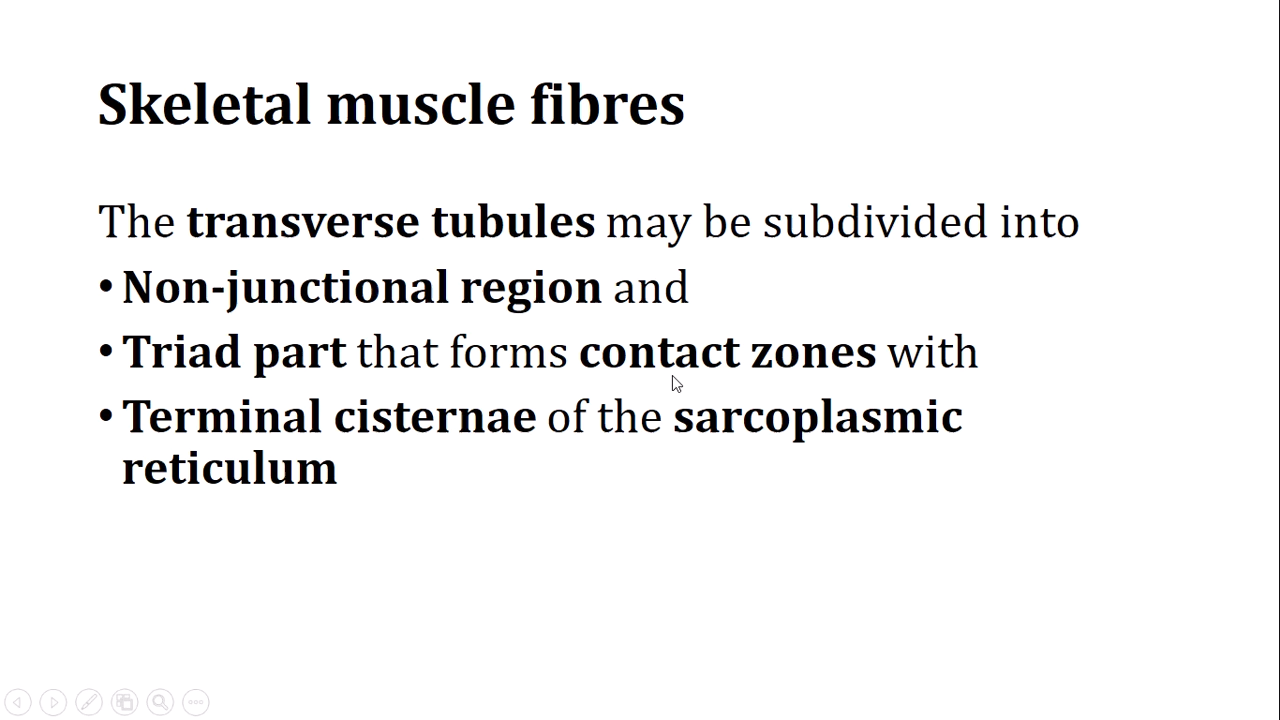 Skeletal muscle fibres
The transverse tubules may be subdivided into
• Non-junctional region and
• Triad part that forms contact zones with
• Terminal cisternae of the sarcoplasmic
reticulum